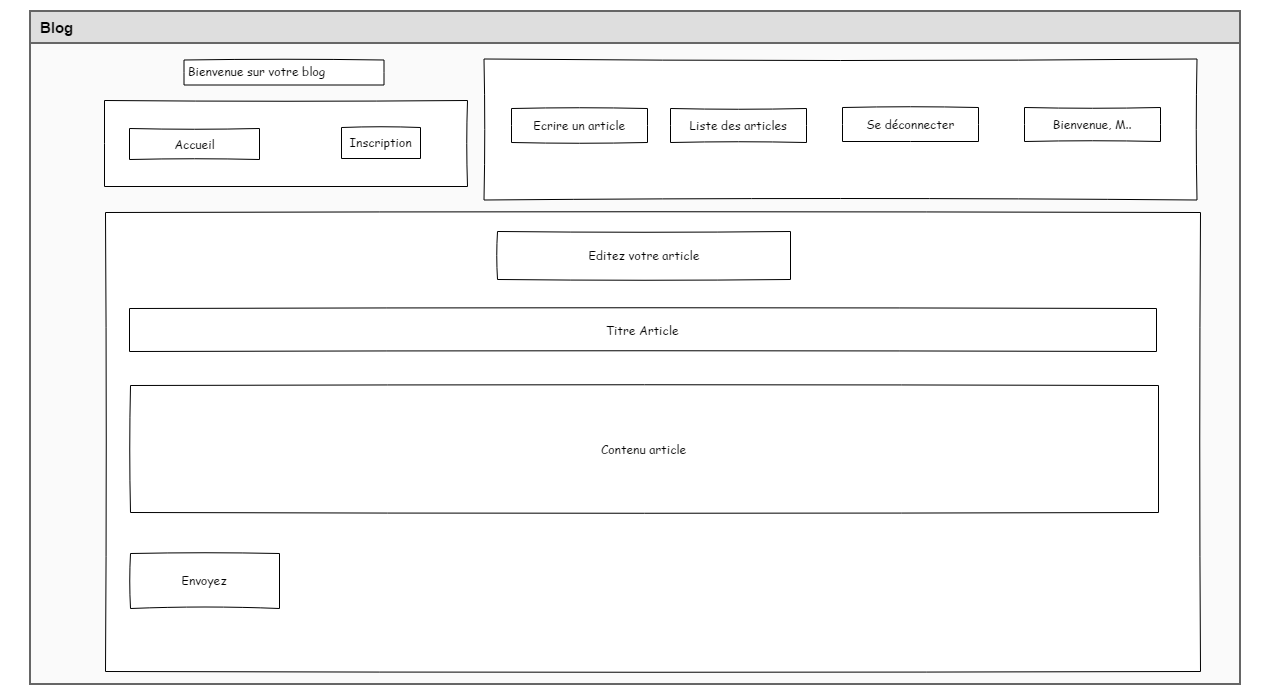 Blog
Bienvenue sur votre blog
Accueil
Inscription
Ecrire un article
Liste des articles
Se déconnecter
Bienvenue, M..
Editez votre article
Titre Article
Contenu article
Envoyez